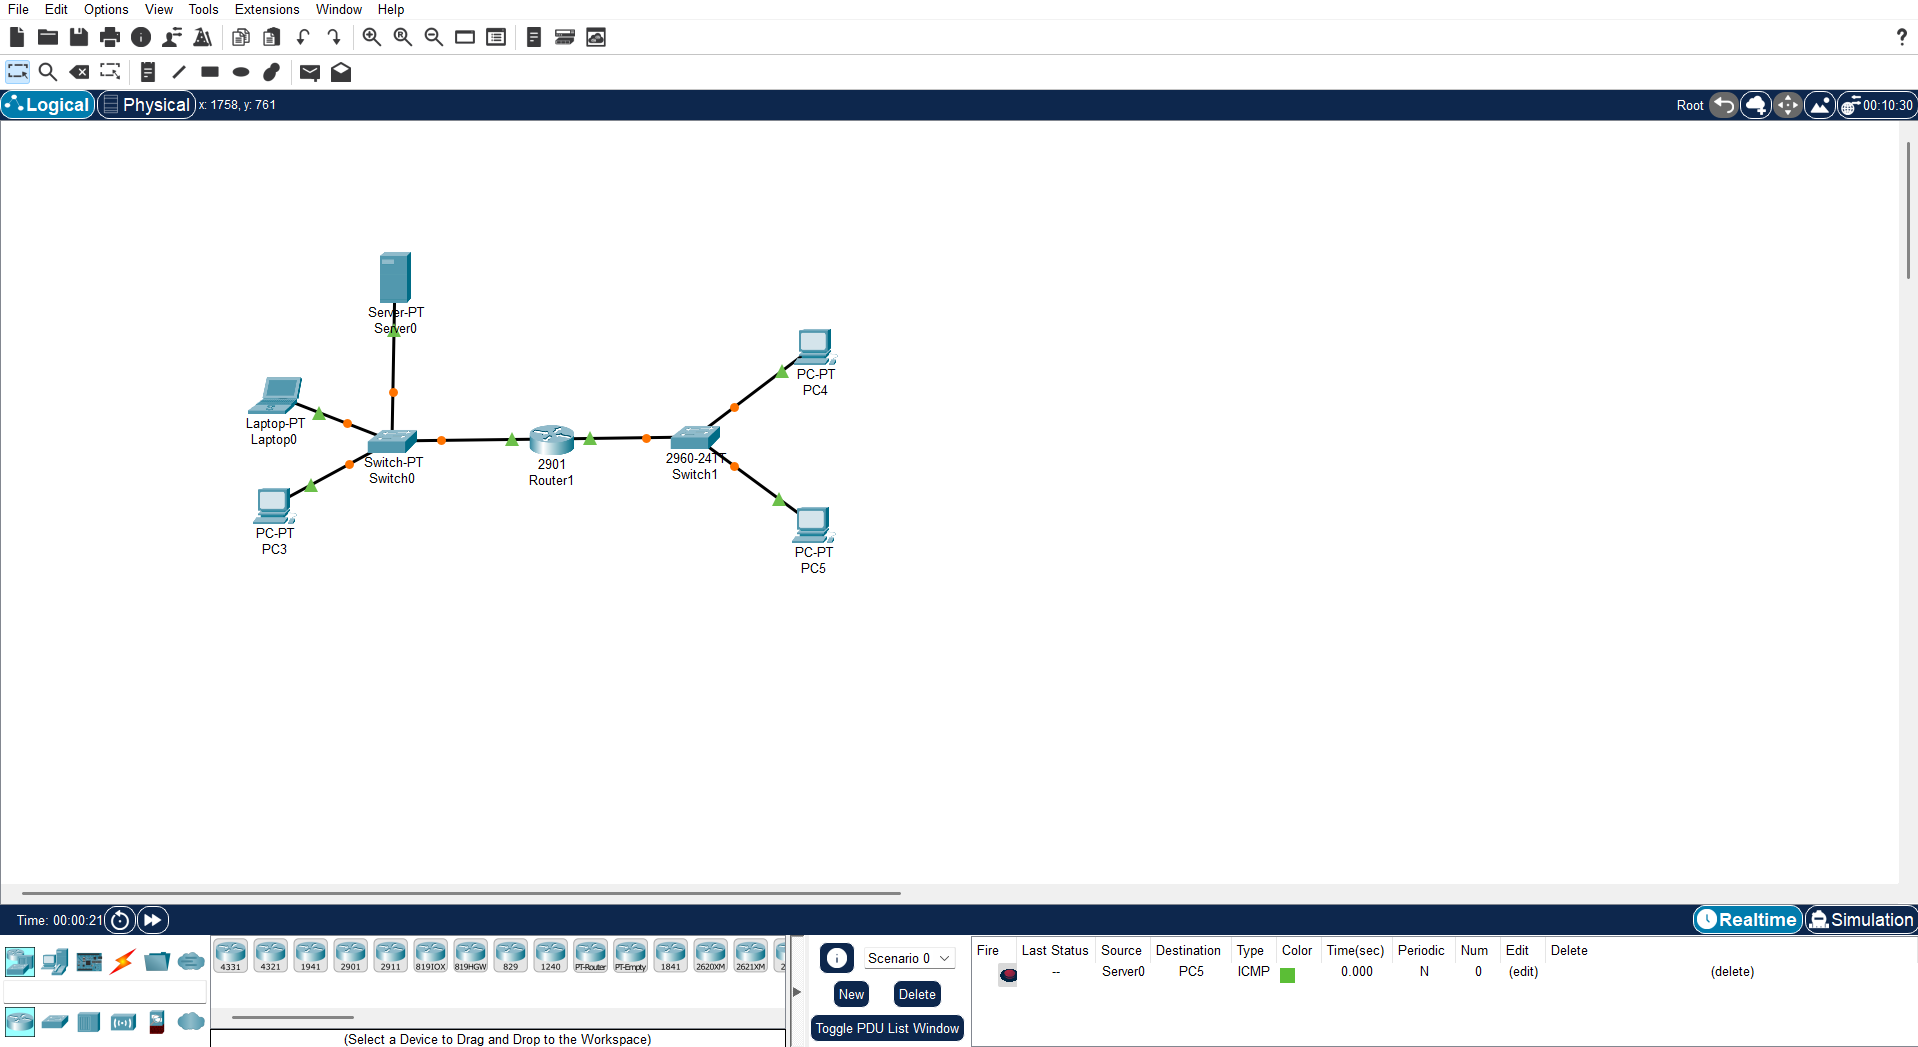 File Edit Options View Tools Extensions Window Help
?
Logical Physical x: 1758, y: 761 Root 00:10:30
Server-PT
Server0
PC-PT
PC4
Laptop-PT
Laptop0
Switch-PT
Switch0
2901
Router1
2960-24TT
Switch1
PC-PT
PC3
PC-PT
PC5
Time: 00:00:21 Realtime Simulation
4331 4321 1941 2901 2911 819IOX 819HGW 829 1240 PT-Router PT-Empty 1841 2620XM 2621XM 2
(Select a Device to Drag and Drop to the Workspace)
Scenario 0
New Delete
Toggle PDU List Window
Fire Last Status Source Destination Type Color Time(sec) Periodic Num Edit Delete
-- Server0 PC5 ICMP 0.000 N 0 (edit) (delete)